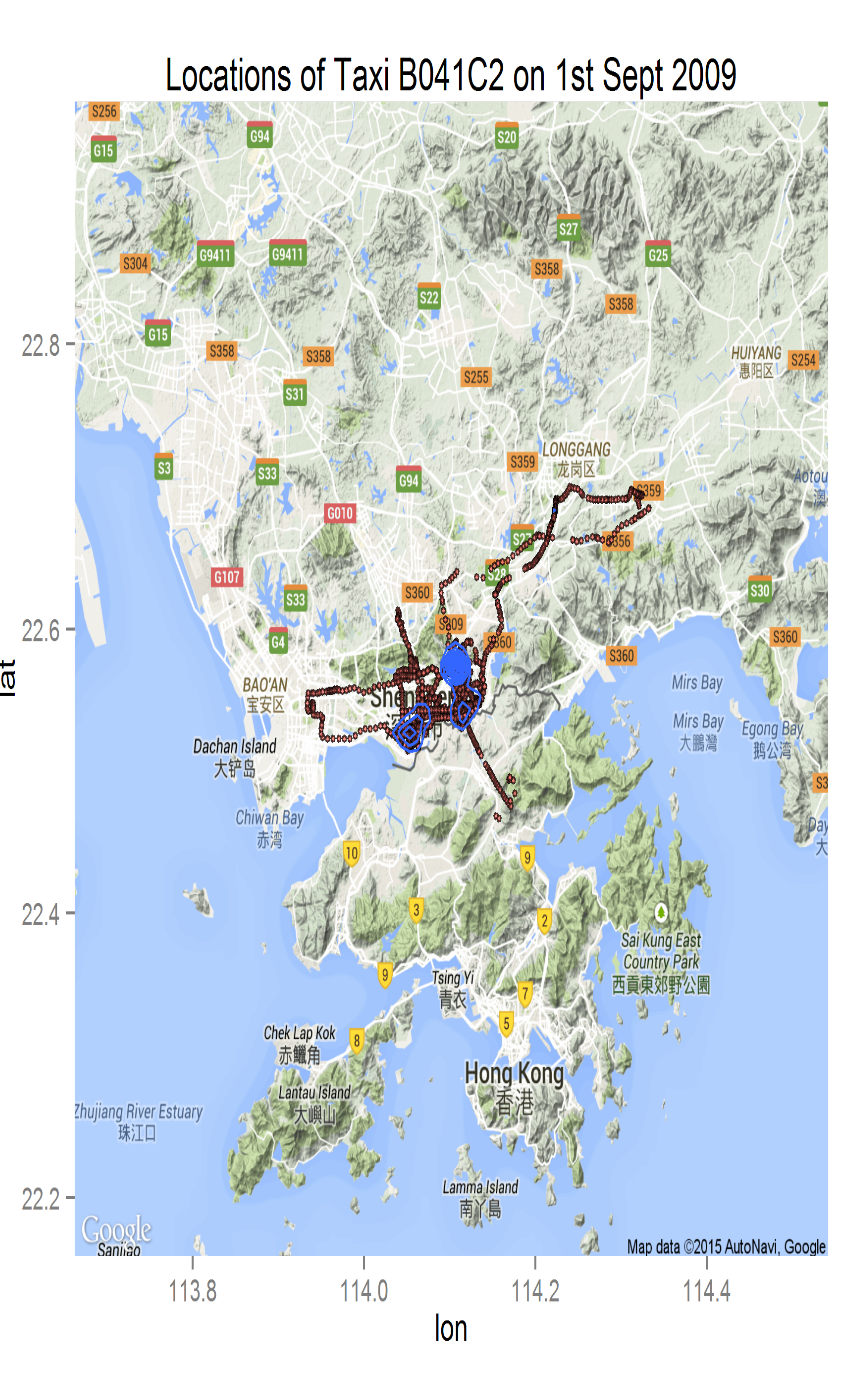 Locations of Taxi B041C2 on 1st Sept 2009
S256
G94
S20
G15
S27
G9411
G9411
S304
G25
S358
S22
S358
G15
22.8
S358
S358
HUIYANG
惠阳区
S254
S255
S31
LONGGANG
龙岗区
S3
S33
S359
G94
Aotou
S359
G010
S356
G107
S360
S33
S30
22.6
S309
G4
S360
S360
BAO'AN
宝安区
Mirs Bay
Mirs Bay
大鵬灣
Egong Bay
鹅公湾
Dachan Island
大铲岛
Chiwan Bay
赤湾
lat
10
9
3
22.4
2
Sai Kung East
Country Park
西貢東郊野公園
9
Tsing Yi
青衣
7
5
Chek Lap Kok
赤鱲角
8
Hong Kong
香港
Lantau Island
大嶼山
Zhujiang River Estuary
珠江口
Lamma Island
南丫島
22.2
Google
Sanjiao
Map data ©2015 AutoNavi, Google
113.8
114.0
114.2
114.4
lon